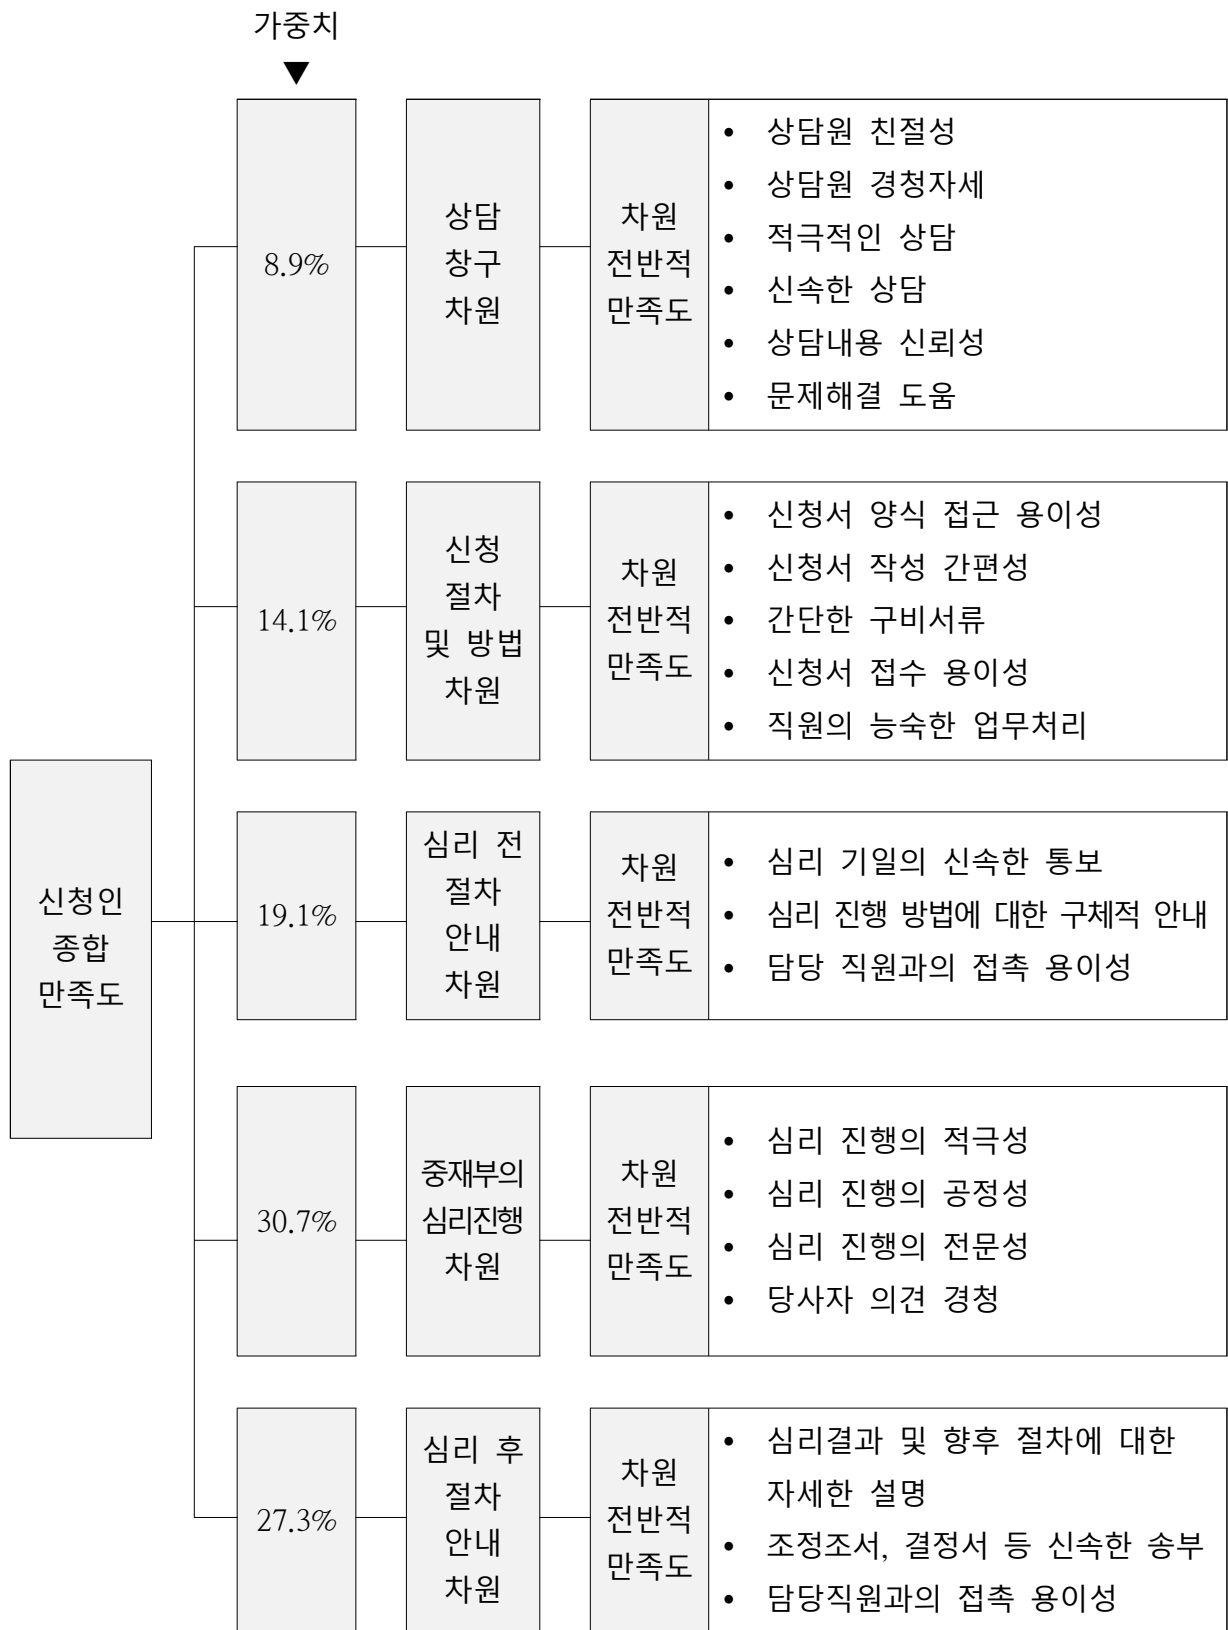 가중치
▼
8.9%
상담
창구
차원
차원
전반적
만족도
• 상담원 친절성
• 상담원 경청자세
• 적극적인 상담
• 신속한 상담
• 상담내용 신뢰성
• 문제해결 도움
14.1%
신청
절차
및 방법
차원
차원
전반적
만족도
• 신청서 양식 접근 용이성
• 신청서 작성 간편성
• 간단한 구비서류
• 신청서 접수 용이성
• 직원의 능숙한 업무처리
신청인
종합
만족도
19.1%
심리 전
절차
안내
차원
차원
전반적
만족도
• 심리 기일의 신속한 통보
• 심리 진행 방법에 대한 구체적 안내
• 담당 직원과의 접촉 용이성
30.7%
중재부의
심리진행
차원
차원
전반적
만족도
• 심리 진행의 적극성
• 심리 진행의 공정성
• 심리 진행의 전문성
• 당사자 의견 경청
27.3%
심리 후
절차
안내
차원
차원
전반적
만족도
• 심리결과 및 향후 절차에 대한
자세한 설명
• 조정조서, 결정서 등 신속한 송부
• 담당직원과의 접촉 용이성